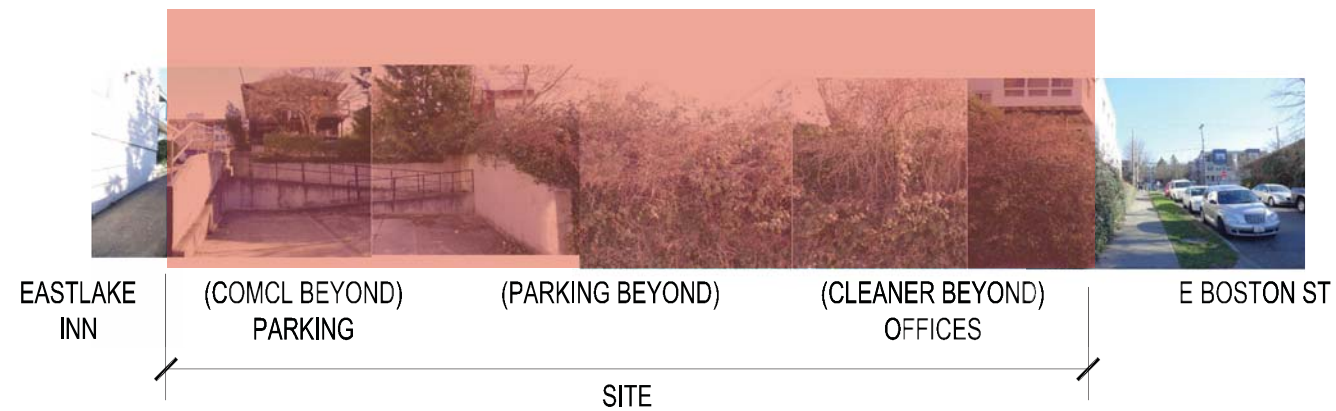 EASTLAKE INN
(COMCL BEYOND) PARKING
(PARKING BEYOND)
(CLEANER BEYOND) OFFICES
E BOSTON ST
SITE